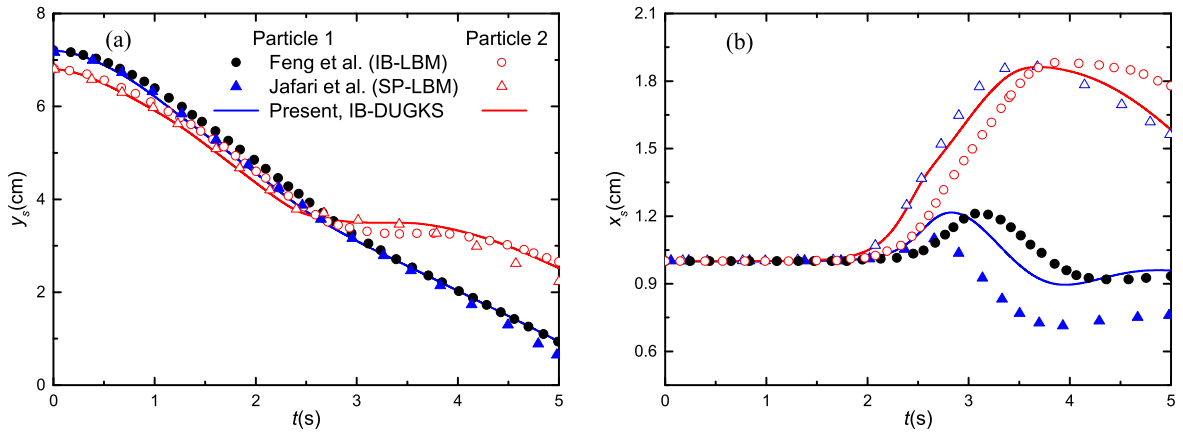 (a)
Particle 1 Particle 2
Feng et al. (IB-LBM)
Jafari et al. (SP-LBM)
Present, IB-DUGKS
8
6
4
2
0
yₛ(cm)
0 1 2 3 4 5
t(s)
(b)
2.1
1.8
1.5
1.2
0.9
0.6
xₛ(cm)
0 1 2 3 4 5
t(s)